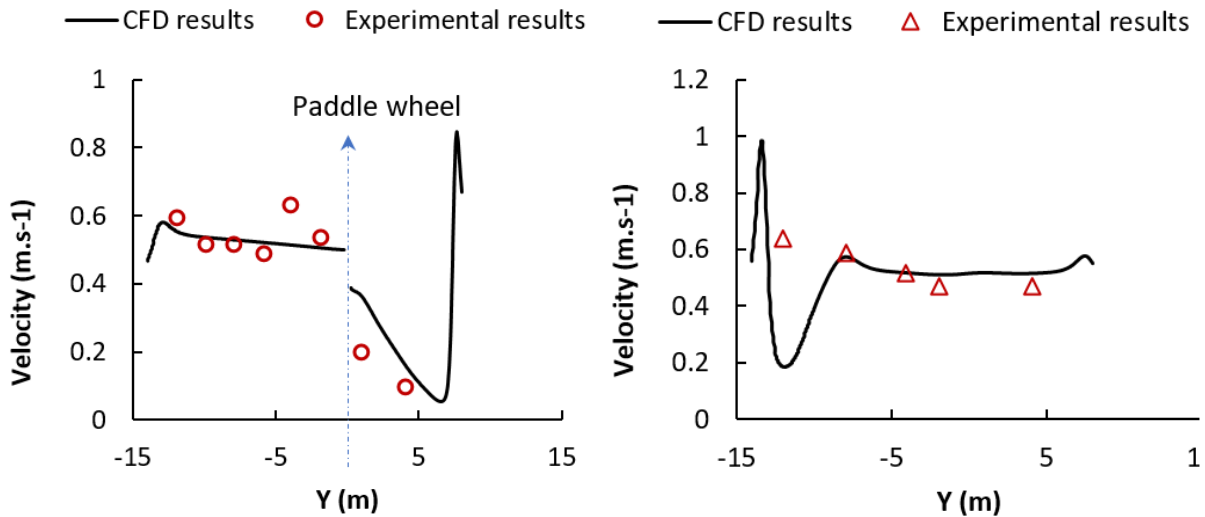 CFD results Experimental results
1
0.8
0.6
0.4
0.2
0
Velocity (m.s-1)
Paddle wheel
-15 -5 5 15
Y (m)
CFD results Experimental results
1.2
1
0.8
0.6
0.4
0.2
0
Velocity (m.s-1)
-15 -5 5 1
Y (m)